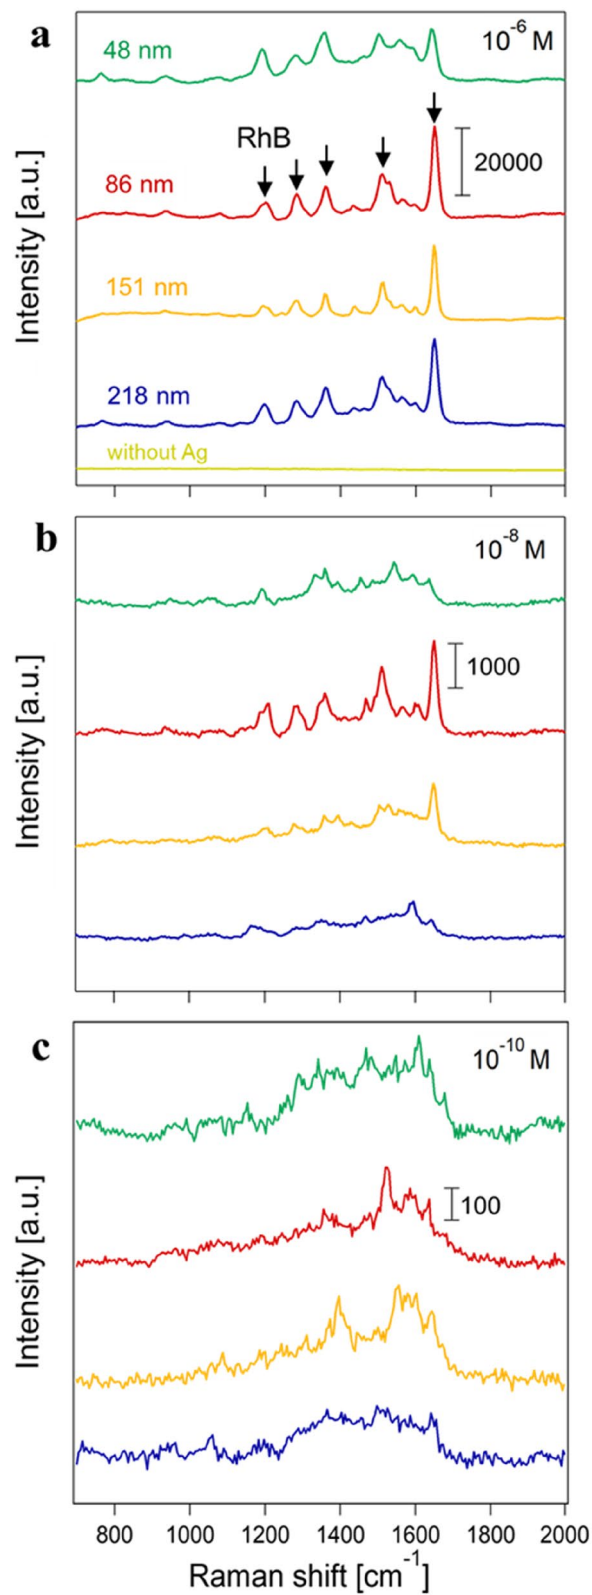 a
48 nm
10⁻⁶ M
RhB
86 nm
20000
151 nm
218 nm
without Ag
Intensity [a.u.]
b
10⁻⁸ M
1000
Intensity [a.u.]
c
10⁻¹⁰ M
100
Intensity [a.u.]
800 1000 1200 1400 1600 1800 2000
Raman shift [cm⁻¹]